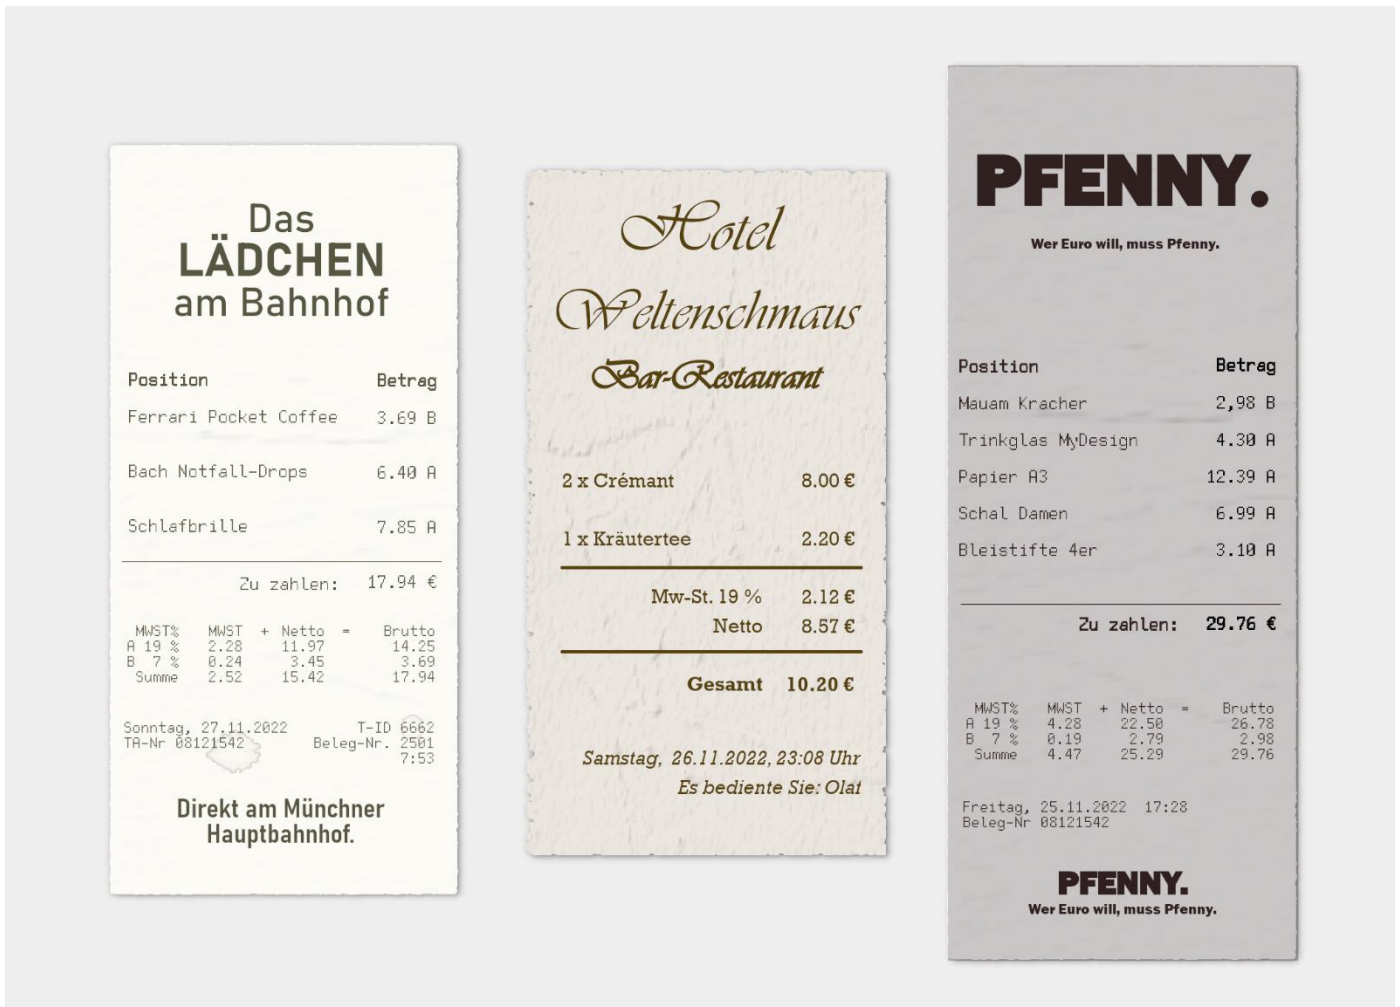 Das
LÄDCHEN
am Bahnhof
Position Betrag
Ferrari Pocket Coffee 3.69 B
Bach Notfall-Drops 6.40 A
Schlafbrille 7.85 A
Zu zahlen: 17.94 €
MWST% MWST + Netto = Brutto
A 19 % 2.28 11.97 14.25
B 7 % 0.24 3.45 3.69
Summe 2.52 15.42 17.94
Sonntag, 27.11.2022 T-ID 6662
TA-Nr 08121542 Beleg-Nr. 2501
7:53
Direkt am Münchner
Hauptbahnhof.
Hotel
Weltenschmaus
Bar-Restaurant
2 x Crémant 8.00 €
1 x Kräutertee 2.20 €
Mw-St. 19 % 2.12 €
Netto 8.57 €
Gesamt 10.20 €
Samstag, 26.11.2022, 23:08 Uhr
Es bediente Sie: Olaf
PFENNY.
Wer Euro will, muss Pfenny.
Position Betrag
Mauam Kracher 2,98 B
Trinkglas MyDesign 4.30 A
Papier A3 12.39 A
Schal Damen 6.99 A
Bleistifte 4er 3.10 A
Zu zahlen: 29.76 €
MWST% MWST + Netto = Brutto
A 19 % 4.28 22.50 26.78
B 7 % 0.19 2.79 2.98
Summe 4.47 25.29 29.76
Freitag, 25.11.2022 17:28
Beleg-Nr 08121542
PFENNY.
Wer Euro will, muss Pfenny.